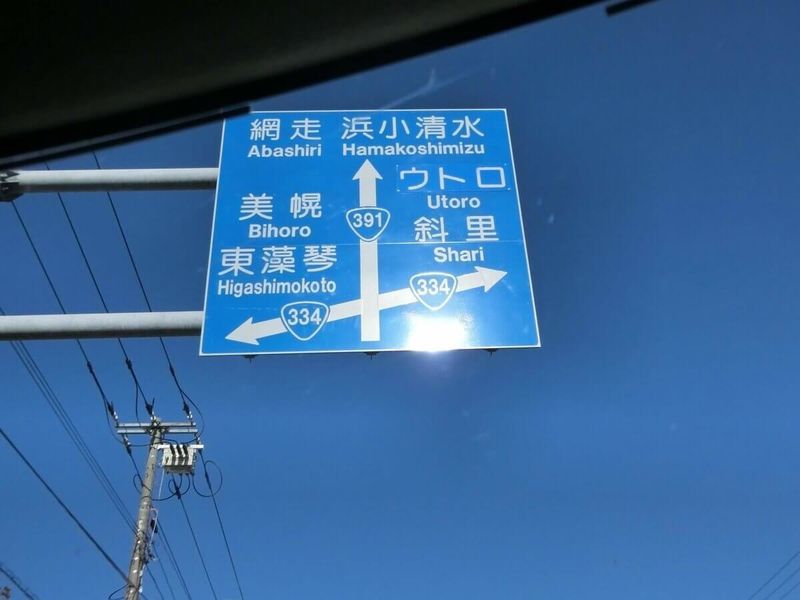 網走 浜小清水
Abashiri Hamakoshimizu
ウトロ
Utoro
美幌
Bihoro
391
斜里
Shari
東藻琴
Higashimokoto
334
334